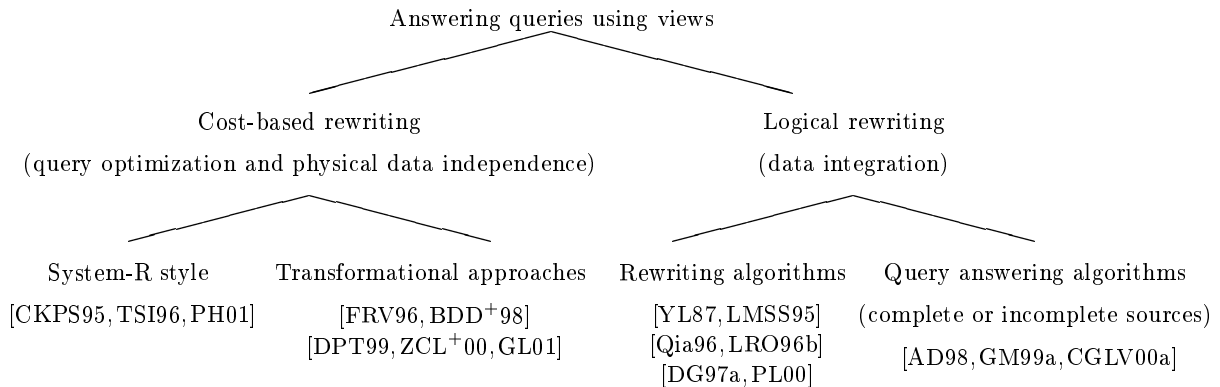 Answering queries using views
Cost-based rewriting
(query optimization and physical data independence)
Logical rewriting
(data integration)
System-R style
[CKPS95, TSI96, PH01]
Transformational approaches
[FRV96, BDD+98]
[DPT99, ZCL+00, GL01]
Rewriting algorithms
[YL87, LMSS95]
[Qia96, LRO96b]
[DG97a, PL00]
Query answering algorithms
(complete or incomplete sources)
[AD98, GM99a, CGLV00a]